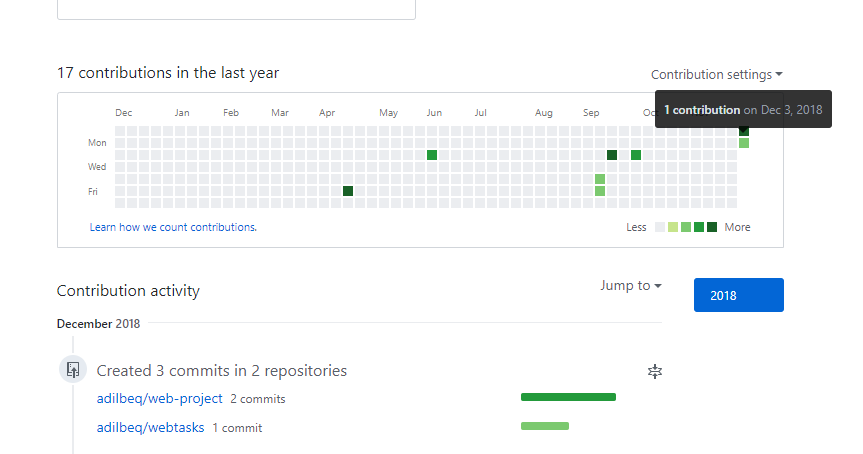 17 contributions in the last year
Contribution settings
1 contribution on Dec 3, 2018
Dec Jan Feb Mar Apr May Jun Jul Aug Sep
Mon
Wed
Fri
Learn how we count contributions.
Less More
Contribution activity
Jump to
2018
December 2018
Created 3 commits in 2 repositories
adilbeq/web-project 2 commits
adilbeq/webtasks 1 commit